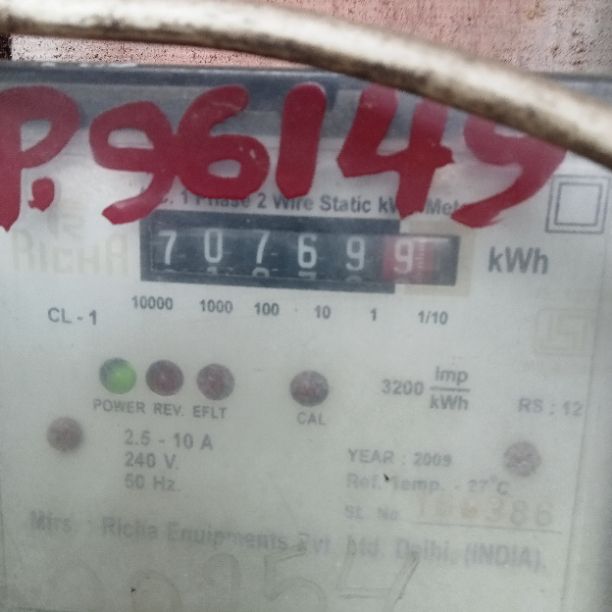 P.96149
A.C. 1 Phase 2 Wire Static kWh Meter
RICHA
7 0 7 6 9 9 kWh
CL - 1 10000 1000 100 10 1 1/10
POWER REV. EFLT CAL 3200 Imp/kWh RS : 12
2.5 - 10 A
240 V.
50 Hz.
YEAR : 2009
Ref. Temp. - 27°C
SL. No
Mfrs. : Richa Equipments Pvt. Ltd. Delhi, (INDIA).